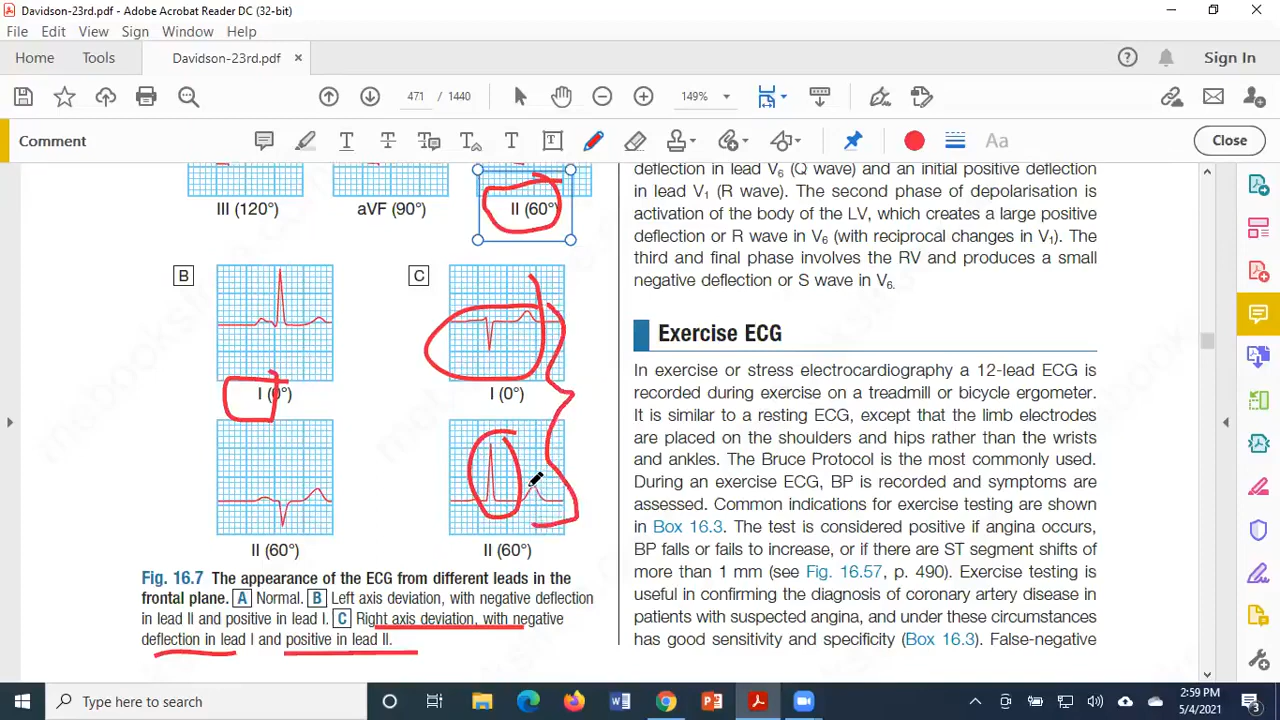 Davidson-23rd.pdf - Adobe Acrobat Reader DC (32-bit)
File Edit View Sign Window Help
Home Tools Davidson-23rd.pdf × Sign In
471 / 1440 149%
Comment Aa Close
III (120°) aVF (90°) II (60°)
B C
I (0°) I (0°)
II (60°) II (60°)
Fig. 16.7 The appearance of the ECG from different leads in the
frontal plane. A Normal. B Left axis deviation, with negative deflection
in lead II and positive in lead I. C Right axis deviation, with negative
deflection in lead I and positive in lead II.
deflection in lead V6 (Q wave) and an initial positive deflection
in lead V1 (R wave). The second phase of depolarisation is
activation of the body of the LV, which creates a large positive
deflection or R wave in V6 (with reciprocal changes in V1). The
third and final phase involves the RV and produces a small
negative deflection or S wave in V6.
Exercise ECG
In exercise or stress electrocardiography a 12-lead ECG is
recorded during exercise on a treadmill or bicycle ergometer.
It is similar to a resting ECG, except that the limb electrodes
are placed on the shoulders and hips rather than the wrists
and ankles. The Bruce Protocol is the most commonly used.
During an exercise ECG, BP is recorded and symptoms are
assessed. Common indications for exercise testing are shown
in Box 16.3. The test is considered positive if angina occurs,
BP falls or fails to increase, or if there are ST segment shifts of
more than 1 mm (see Fig. 16.57, p. 490). Exercise testing is
useful in confirming the diagnosis of coronary artery disease in
patients with suspected angina, and under these circumstances
has good sensitivity and specificity (Box 16.3). False-negative
Type here to search
2:59 PM
5/4/2021
3